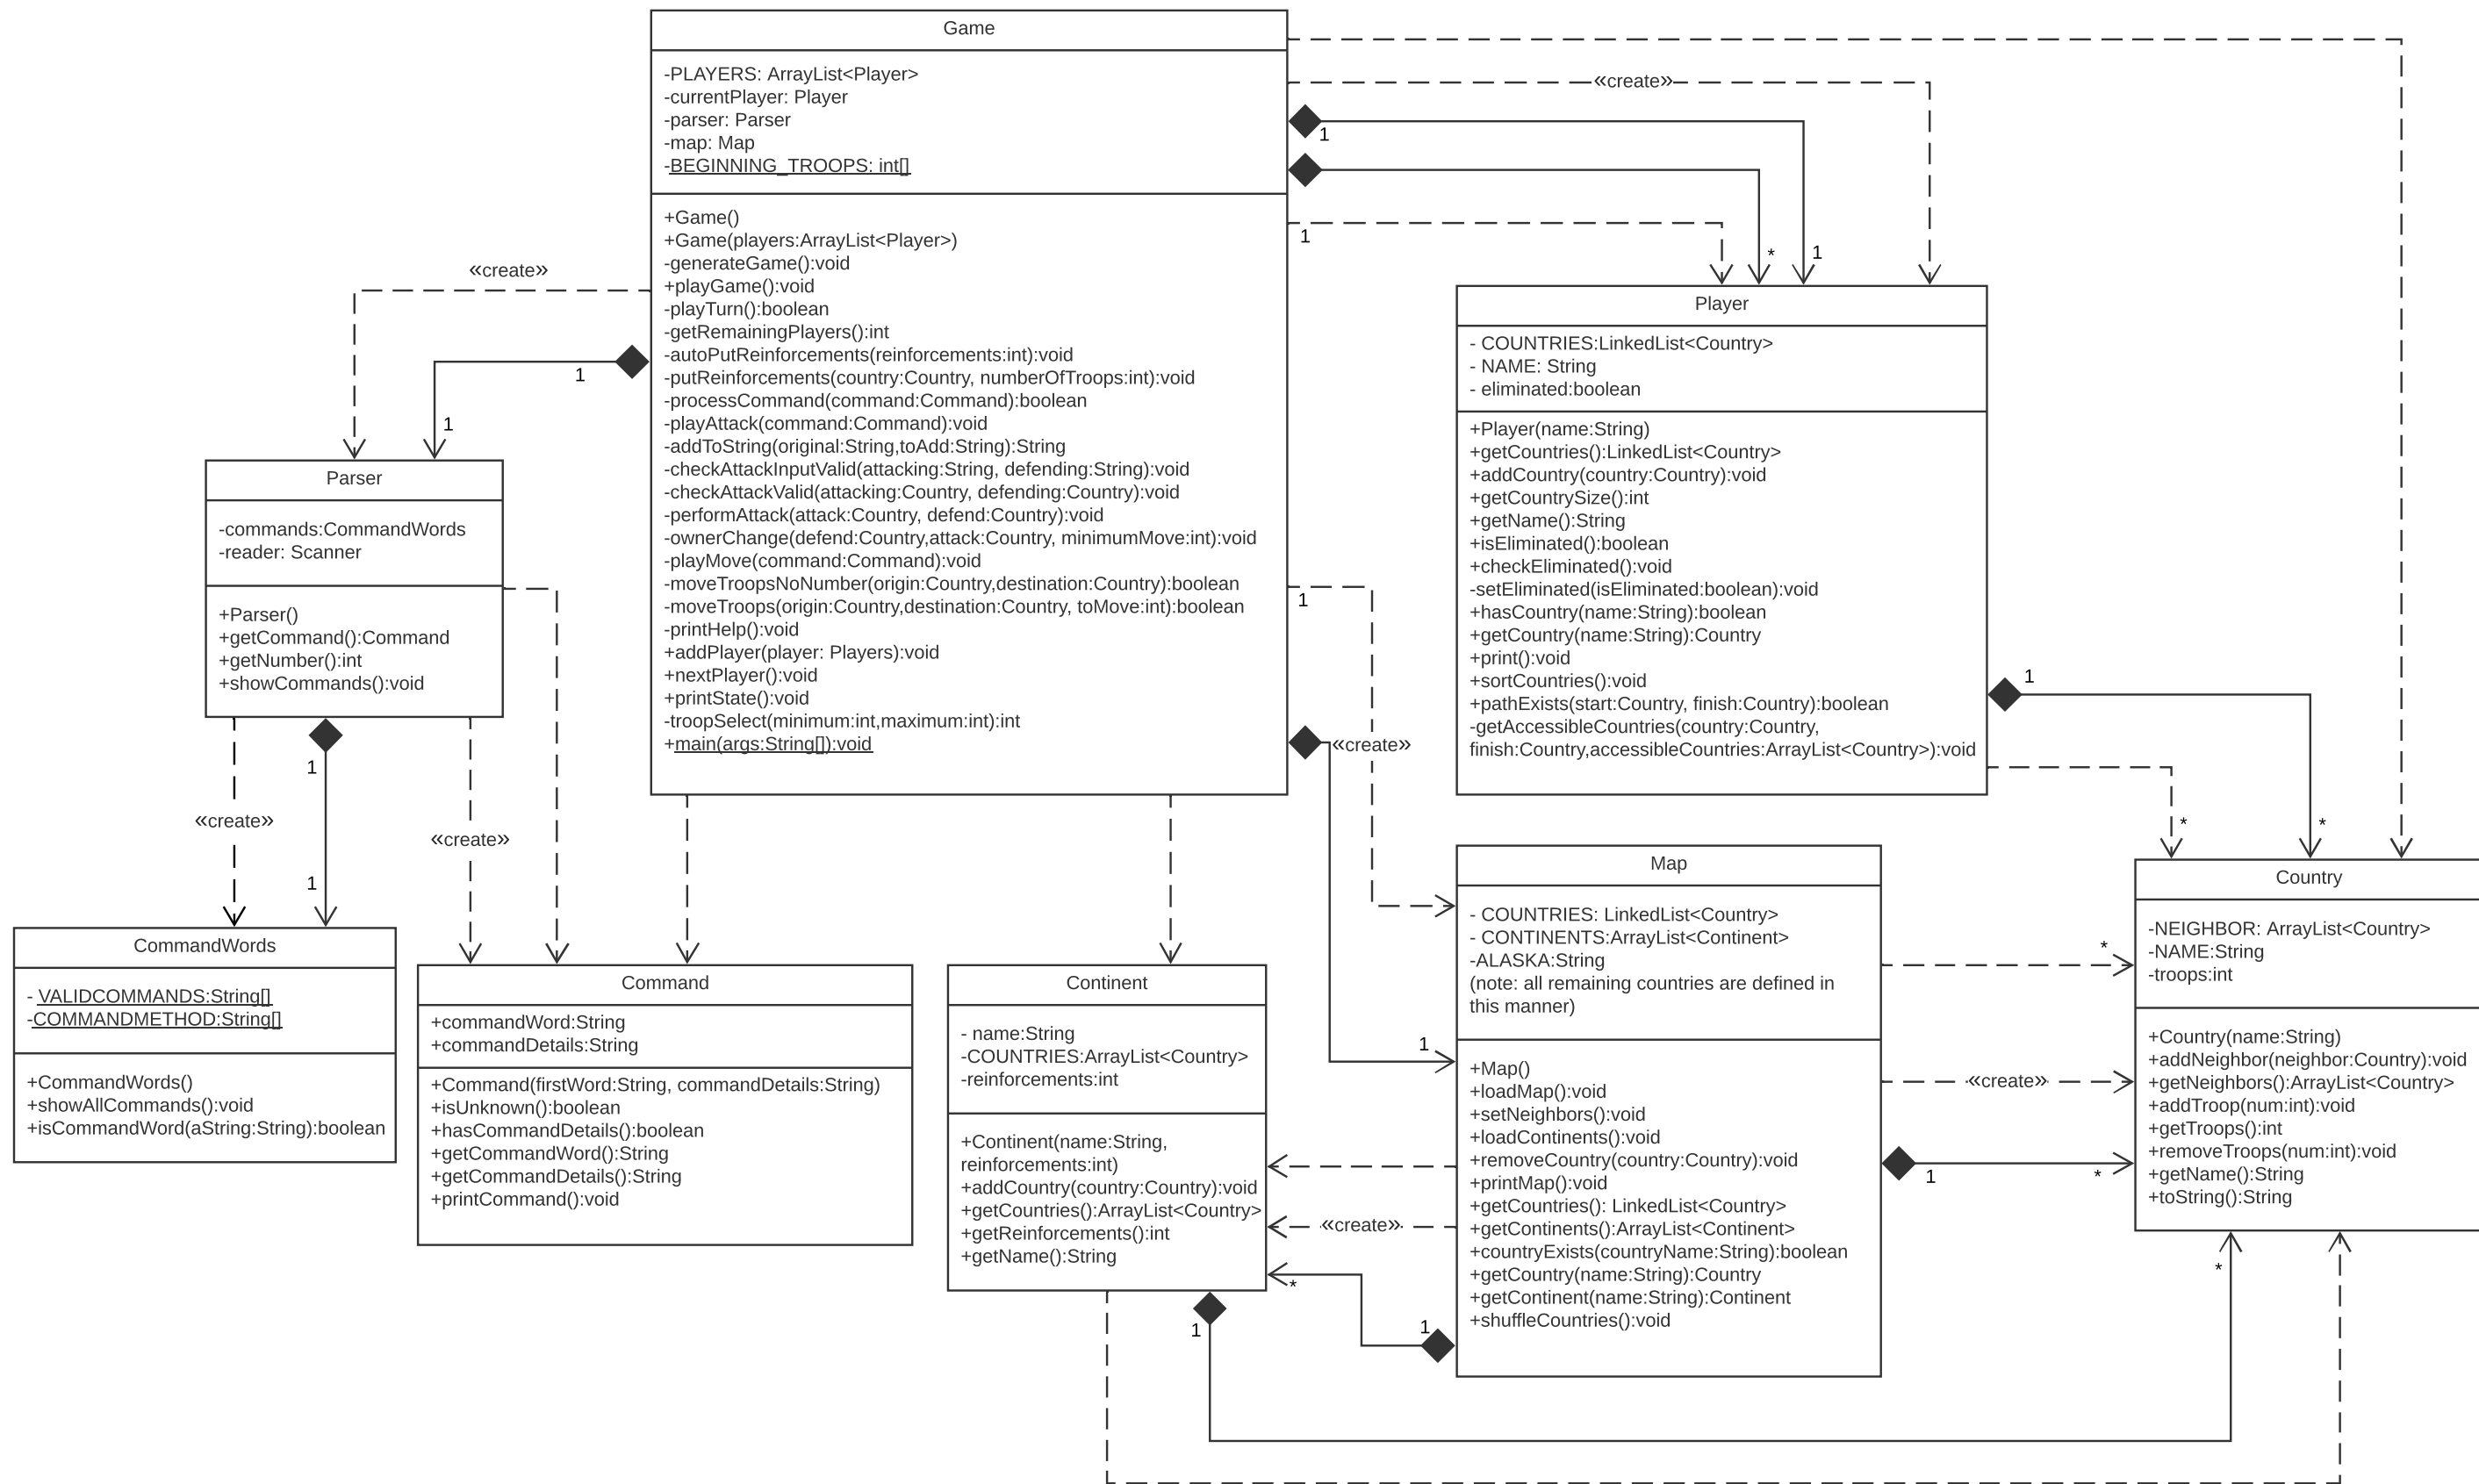 Game
-PLAYERS: ArrayList<Player>
-currentPlayer: Player
-parser: Parser
-map: Map
-BEGINNING_TROOPS: int[]
+Game()
+Game(players:ArrayList<Player>)
-generateGame():void
+playGame():void
-playTurn():boolean
-getRemainingPlayers():int
-autoPutReinforcements(reinforcements:int):void
-putReinforcements(country:Country, numberOfTroops:int):void
-processCommand(command:Command):boolean
-playAttack(command:Command):void
-addToString(original:String,toAdd:String):String
-checkAttackInputValid(attacking:String, defending:String):void
-checkAttackValid(attacking:Country, defending:Country):void
-performAttack(attack:Country, defend:Country):void
-ownerChange(defend:Country,attack:Country, minimumMove:int):void
-playMove(command:Command):void
-moveTroopsNoNumber(origin:Country,destination:Country):boolean
-moveTroops(origin:Country,destination:Country, toMove:int):boolean
-printHelp():void
+addPlayer(player: Players):void
+nextPlayer():void
+printState():void
-troopSelect(minimum:int,maximum:int):int
+main(args:String[]):void
«create»
1
1
*
1
1
«create»
1
1
1
«create»
1
Player
- COUNTRIES:LinkedList<Country>
- NAME: String
- eliminated:boolean
+Player(name:String)
+getCountries():LinkedList<Country>
+addCountry(country:Country):void
+getCountrySize():int
+getName():String
+isEliminated():boolean
+checkEliminated():void
-setEliminated(isEliminated:boolean):void
+hasCountry(name:String):boolean
+getCountry(name:String):Country
+print():void
+sortCountries():void
+pathExists(start:Country, finish:Country):boolean
-getAccessibleCountries(country:Country,
finish:Country,accessibleCountries:ArrayList<Country>):void
1
*
*
Parser
-commands:CommandWords
-reader: Scanner
+Parser()
+getCommand():Command
+getNumber():int
+showCommands():void
1
«create»
«create»
1
CommandWords
- VALIDCOMMANDS:String[]
-COMMANDMETHOD:String[]
+CommandWords()
+showAllCommands():void
+isCommandWord(aString:String):boolean
Command
+commandWord:String
+commandDetails:String
+Command(firstWord:String, commandDetails:String)
+isUnknown():boolean
+hasCommandDetails():boolean
+getCommandWord():String
+getCommandDetails():String
+printCommand():void
Continent
- name:String
-COUNTRIES:ArrayList<Country>
-reinforcements:int
+Continent(name:String,
reinforcements:int)
+addCountry(country:Country):void
+getCountries():ArrayList<Country>
+getReinforcements():int
+getName():String
1
*
«create»
1
Map
- COUNTRIES: LinkedList<Country>
- CONTINENTS:ArrayList<Continent>
-ALASKA:String
(note: all remaining countries are defined in
this manner)
+Map()
+loadMap():void
+setNeighbors():void
+loadContinents():void
+removeCountry(country:Country):void
+printMap():void
+getCountries(): LinkedList<Country>
+getContinents():ArrayList<Continent>
+countryExists(countryName:String):boolean
+getCountry(name:String):Country
+getContinent(name:String):Continent
+shuffleCountries():void
*
«create»
1
*
Country
-NEIGHBOR: ArrayList<Country>
-NAME:String
-troops:int
+Country(name:String)
+addNeighbor(neighbor:Country):void
+getNeighbors():ArrayList<Country>
+addTroop(num:int):void
+getTroops():int
+removeTroops(num:int):void
+getName():String
+toString():String
*